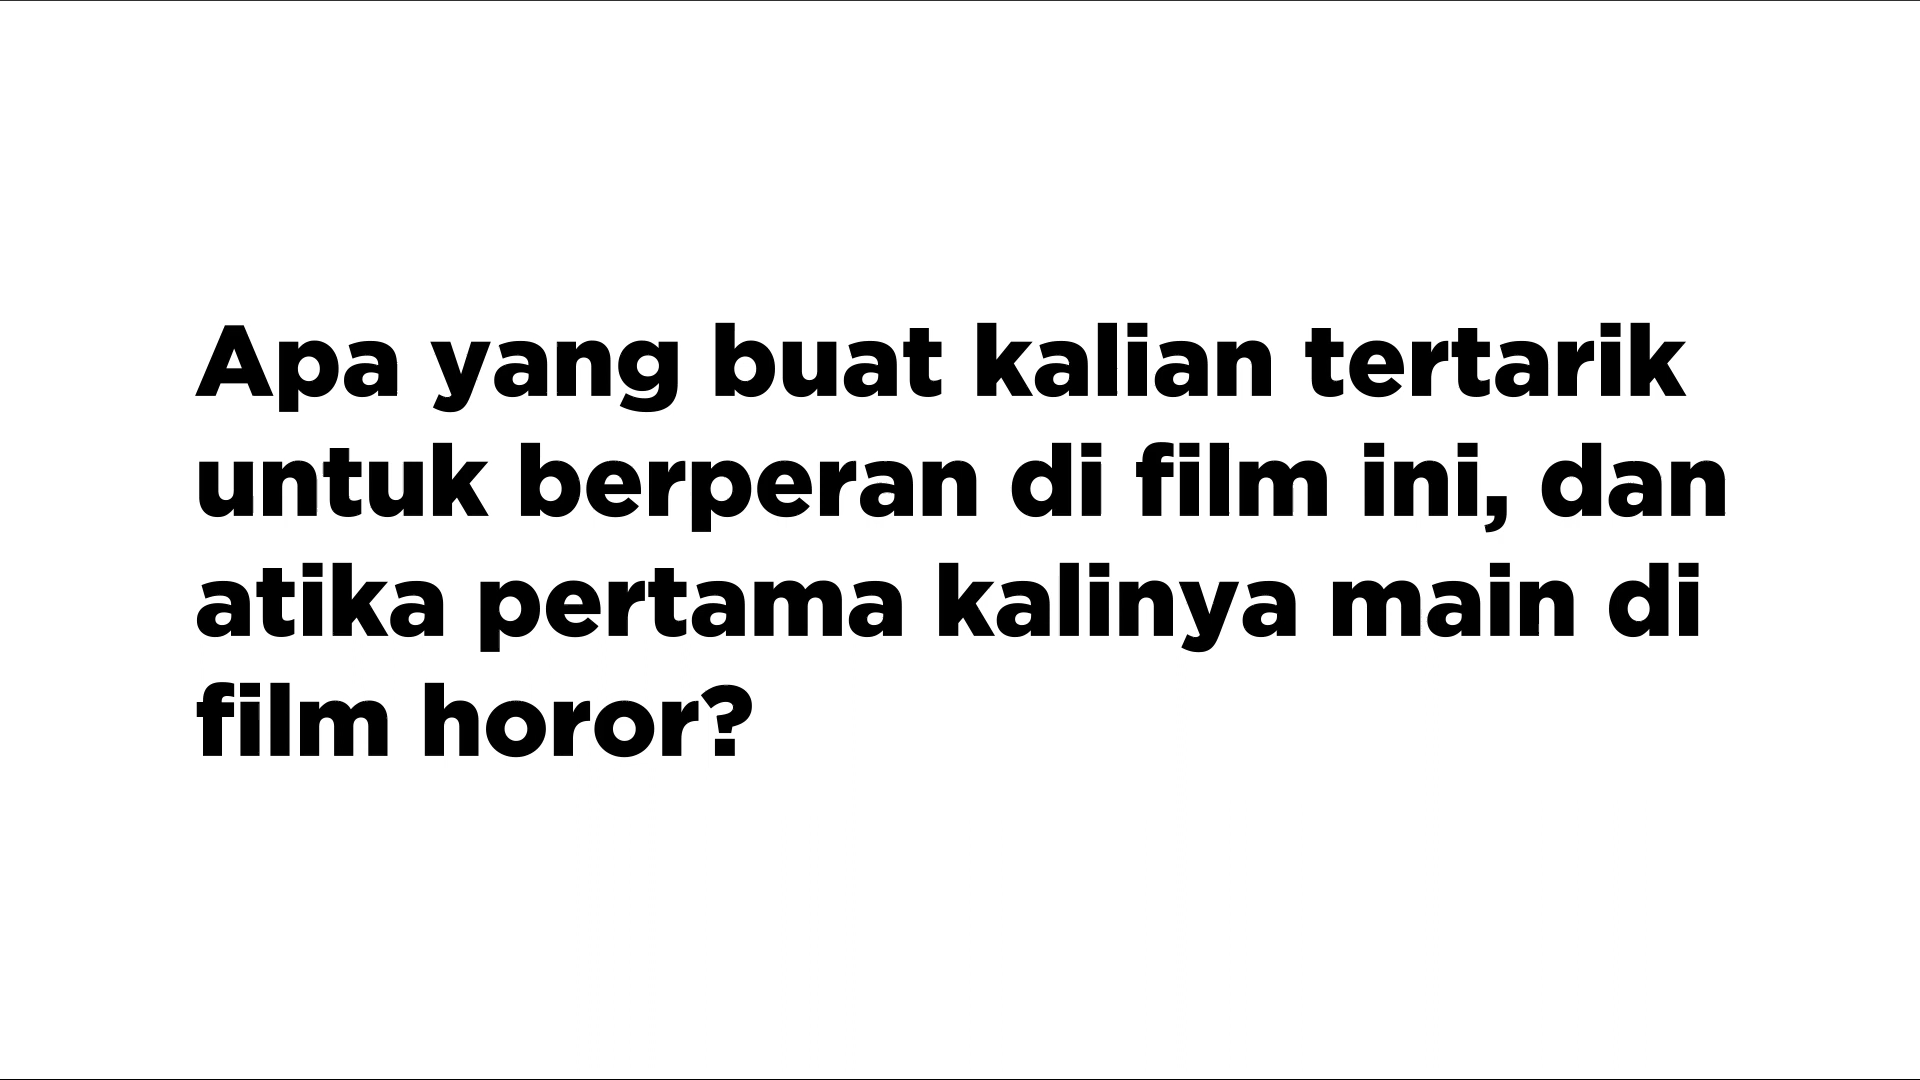 Apa yang buat kalian tertarik
untuk berperan di film ini, dan
atika pertama kalinya main di
film horor?